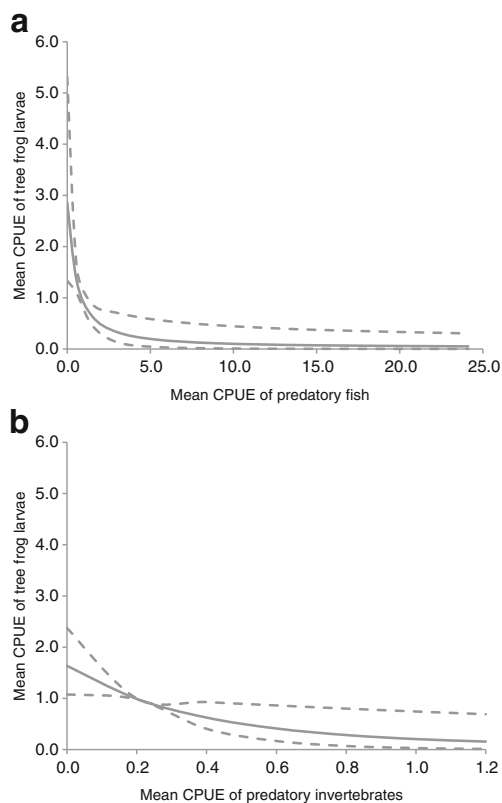 a
Mean CPUE of tree frog larvae
6.0
5.0
4.0
3.0
2.0
1.0
0.0
0.0 5.0 10.0 15.0 20.0 25.0
Mean CPUE of predatory fish
b
Mean CPUE of tree frog larvae
6.0
5.0
4.0
3.0
2.0
1.0
0.0
0.0 0.2 0.4 0.6 0.8 1.0 1.2
Mean CPUE of predatory invertebrates